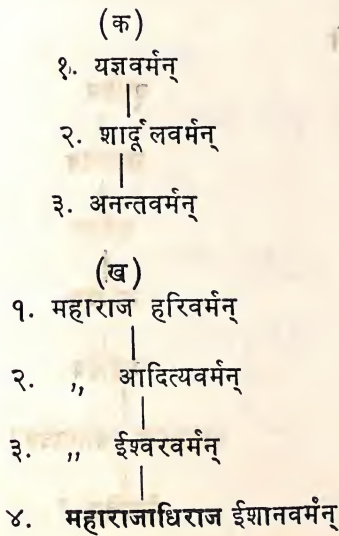 (क)
१. यज्ञवर्मन्
२. शार्दूलवर्मन्
३. अनन्तवर्मन्
(ख)
१. महाराज हरिवर्मन्
२. ,, आदित्यवर्मन्
३. ,, ईश्वरवर्मन्
४. महाराजाधिराज ईशानवर्मन्